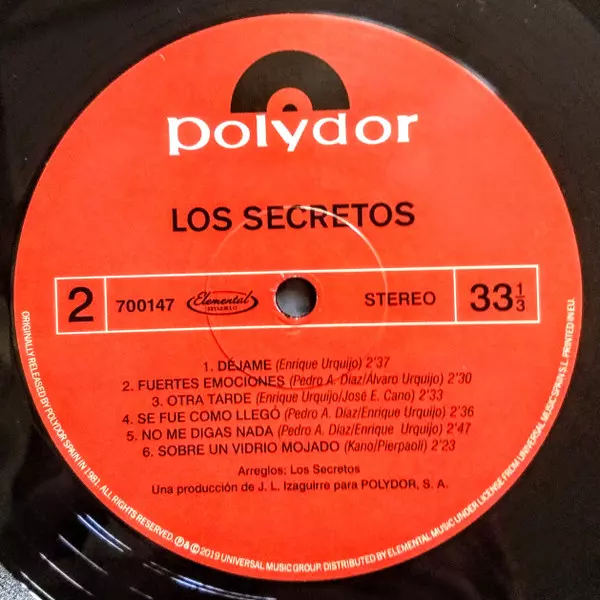 polydor
LOS SECRETOS
2 700147 Elemental music STEREO 33 1/3
1. DÉJAME (Enrique Urquijo) 2'37
2. FUERTES EMOCIONES (Pedro A. Díaz/Álvaro Urquijo) 2'30
3. OTRA TARDE (Enrique Urquijo/José E. Cano) 2'33
4. SE FUE COMO LLEGÓ (Pedro A. Díaz/Enrique Urquijo) 2'36
5. NO ME DIGAS NADA (Pedro A. Díaz/Enrique Urquijo) 2'47
6. SOBRE UN VIDRIO MOJADO (Kano/Pierpaoli) 2'23
Arreglos: Los Secretos
Una producción de J. L. Izaguirre para POLYDOR, S. A.
ORIGINALLY RELEASED BY POLYDOR SPAIN IN 1981. ALL RIGHTS RESERVED. ℗ & © 2019 UNIVERSAL MUSIC GROUP. DISTRIBUTED BY ELEMENTAL MUSIC UNDER LICENSE FROM UNIVERSAL MUSIC SPAIN S.L. PRINTED IN EU.